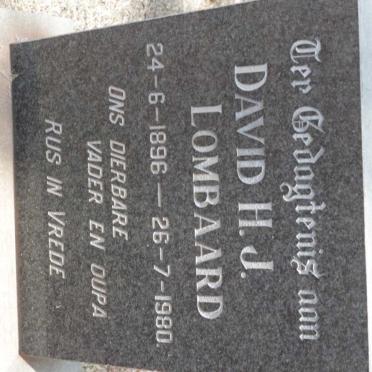 Ter Gedagtenis aan
DAVID H.J.
LOMBAARD
24-6-1896 — 26-7-1980.
ONS DIERBARE
VADER EN OUPA
RUS IN VREDE